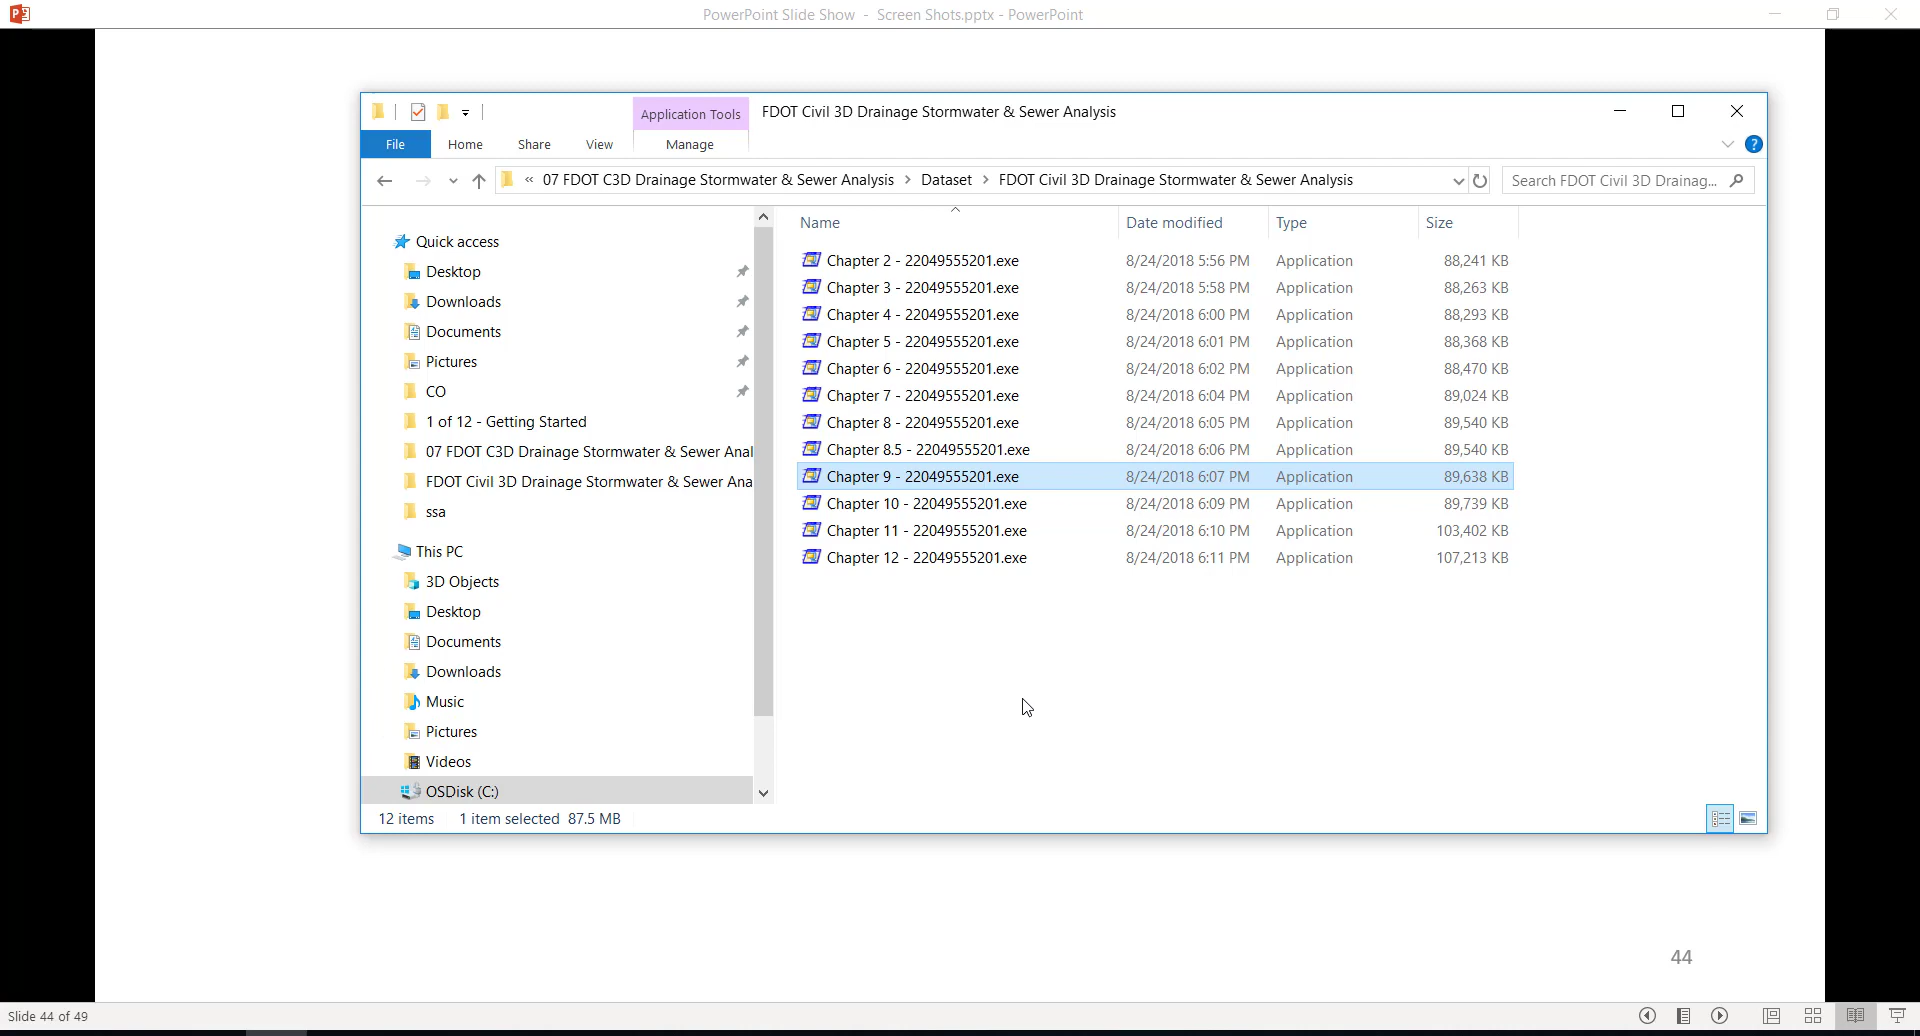 PowerPoint Slide Show - Screen Shots.pptx - PowerPoint
Application Tools
FDOT Civil 3D Drainage Stormwater & Sewer Analysis
File Home Share View Manage
« 07 FDOT C3D Drainage Stormwater & Sewer Analysis > Dataset > FDOT Civil 3D Drainage Stormwater & Sewer Analysis
Search FDOT Civil 3D Drainag...
Quick access
Desktop
Downloads
Documents
Pictures
CO
1 of 12 - Getting Started
07 FDOT C3D Drainage Stormwater & Sewer Anal
FDOT Civil 3D Drainage Stormwater & Sewer Ana
ssa
This PC
3D Objects
Desktop
Documents
Downloads
Music
Pictures
Videos
OSDisk (C:)
Name Date modified Type Size
Chapter 2 - 22049555201.exe 8/24/2018 5:56 PM Application 88,241 KB
Chapter 3 - 22049555201.exe 8/24/2018 5:58 PM Application 88,263 KB
Chapter 4 - 22049555201.exe 8/24/2018 6:00 PM Application 88,293 KB
Chapter 5 - 22049555201.exe 8/24/2018 6:01 PM Application 88,368 KB
Chapter 6 - 22049555201.exe 8/24/2018 6:02 PM Application 88,470 KB
Chapter 7 - 22049555201.exe 8/24/2018 6:04 PM Application 89,024 KB
Chapter 8 - 22049555201.exe 8/24/2018 6:05 PM Application 89,540 KB
Chapter 8.5 - 22049555201.exe 8/24/2018 6:06 PM Application 89,540 KB
Chapter 9 - 22049555201.exe 8/24/2018 6:07 PM Application 89,638 KB
Chapter 10 - 22049555201.exe 8/24/2018 6:09 PM Application 89,739 KB
Chapter 11 - 22049555201.exe 8/24/2018 6:10 PM Application 103,402 KB
Chapter 12 - 22049555201.exe 8/24/2018 6:11 PM Application 107,213 KB
12 items 1 item selected 87.5 MB
44
Slide 44 of 49